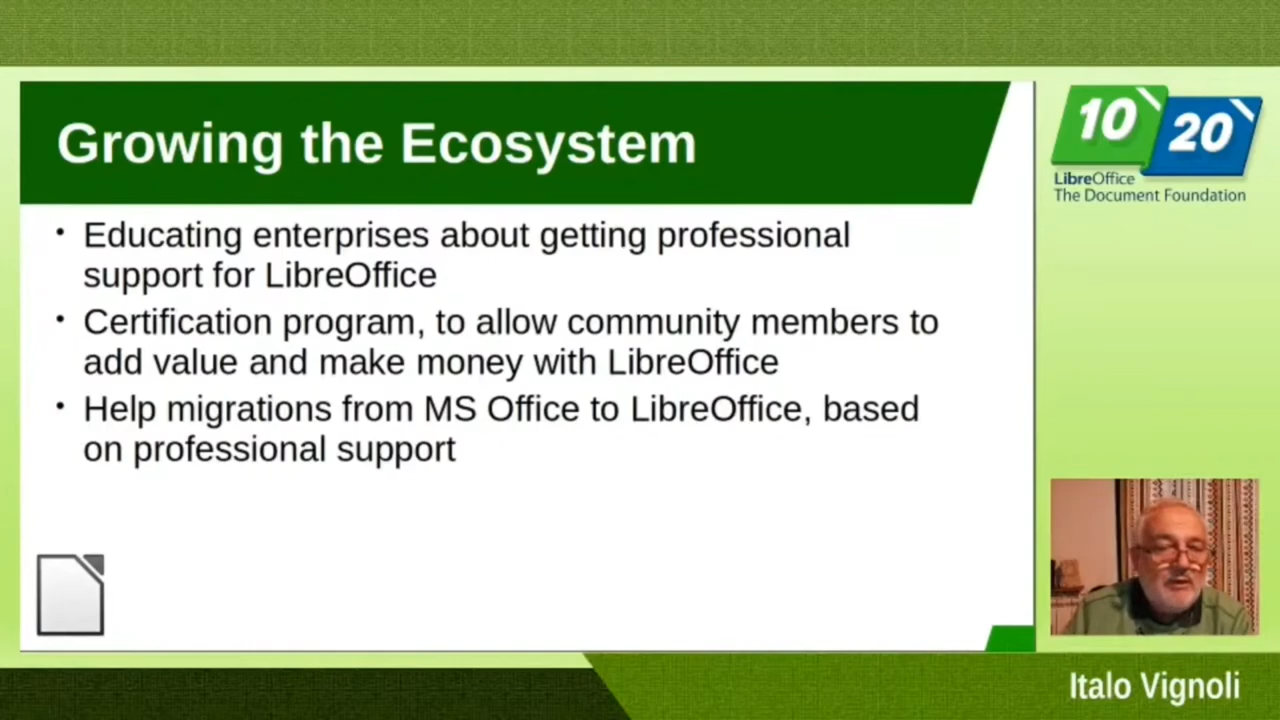 Growing the Ecosystem
• Educating enterprises about getting professional
support for LibreOffice
• Certification program, to allow community members to
add value and make money with LibreOffice
• Help migrations from MS Office to LibreOffice, based
on professional support
10
20
LibreOffice
The Document Foundation
Italo Vignoli